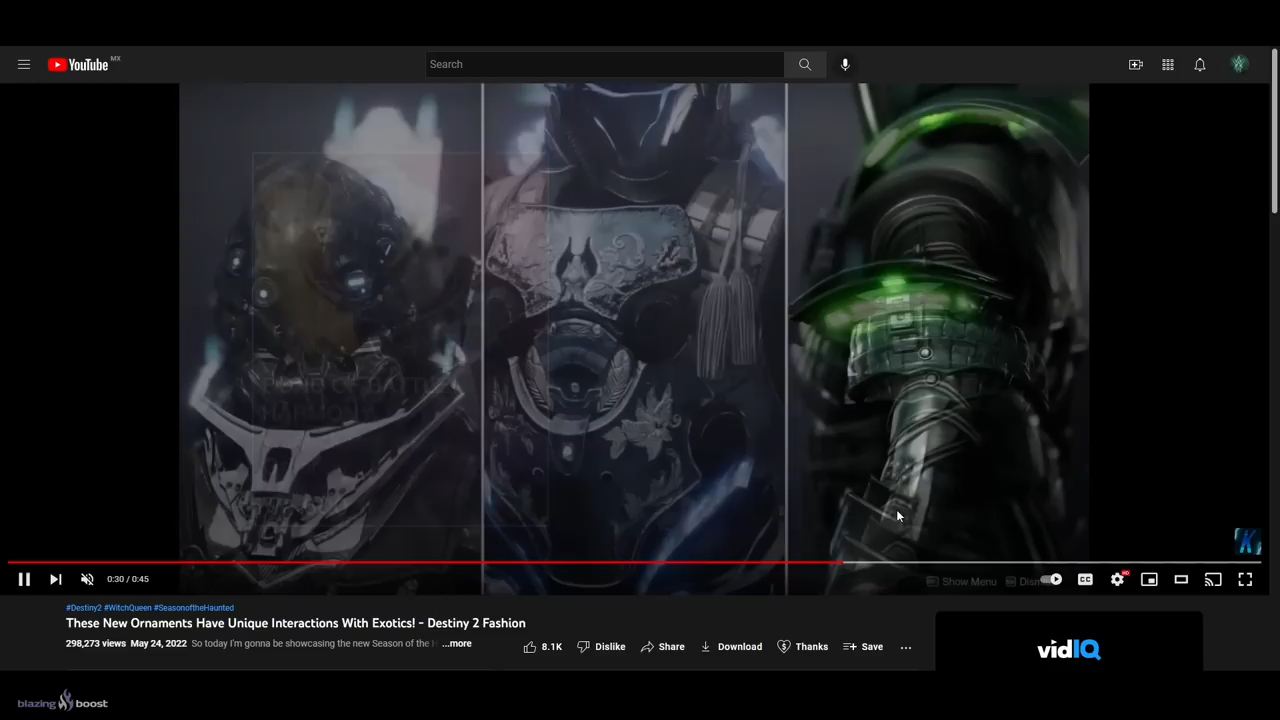 YouTube MX
Search
Show Menu
0:30 / 0:45
CC
HD
#Destiny2 #WitchQueen #SeasonoftheHaunted
These New Ornaments Have Unique Interactions With Exotics! - Destiny 2 Fashion
298,273 views May 24, 2022 So today I'm gonna be showcasing the new Season of the ...more
8.1K Dislike Share Download Thanks Save
vidIQ
blazing boost